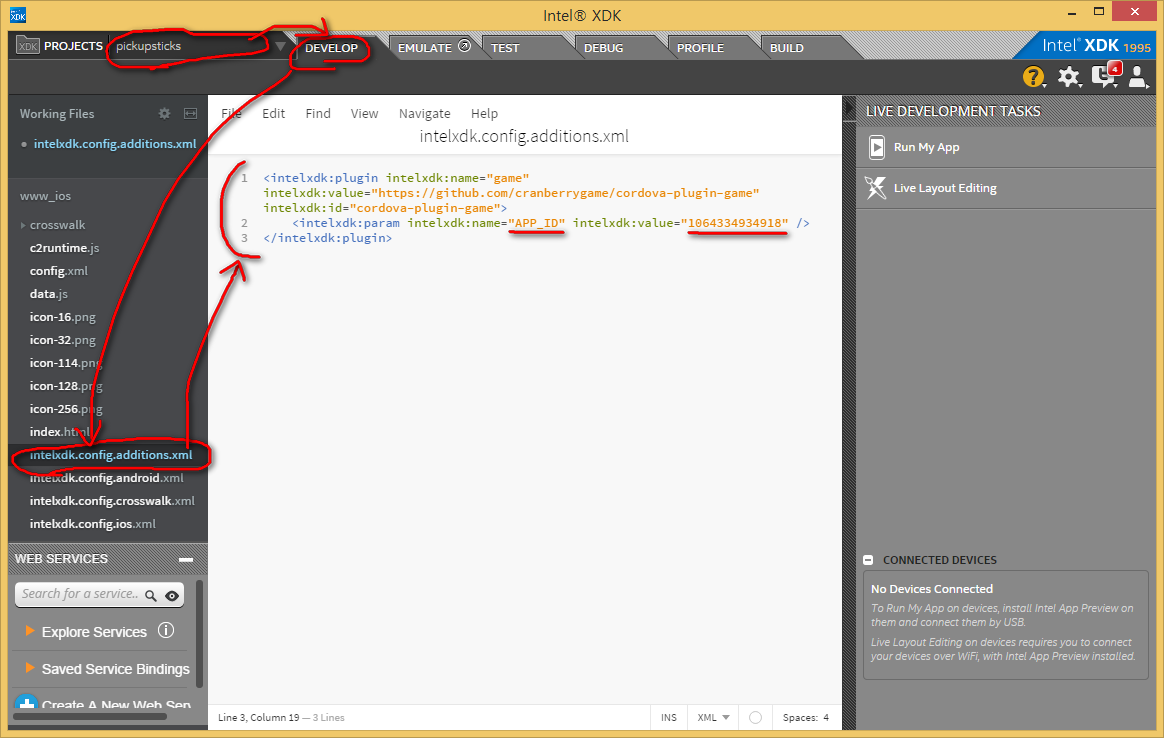 XDK
Intel® XDK
XDK PROJECTS pickupsticks DEVELOP EMULATE TEST DEBUG PROFILE BUILD Intel® XDK 1995
? 4
Working Files
intelxdk.config.additions.xml
www_ios
crosswalk
c2runtime.js
config.xml
data.js
icon-16.png
icon-32.png
icon-114.png
icon-128.png
icon-256.png
index.html
intelxdk.config.additions.xml
intelxdk.config.android.xml
intelxdk.config.crosswalk.xml
intelxdk.config.ios.xml
WEB SERVICES
Search for a service..
Explore Services i
Saved Service Bindings
Create A New Web Ser
File Edit Find View Navigate Help
intelxdk.config.additions.xml
1 <intelxdk:plugin intelxdk:name="game"
intelxdk:value="https://github.com/cranberrygame/cordova-plugin-game"
intelxdk:id="cordova-plugin-game">
2 <intelxdk:param intelxdk:name="APP_ID" intelxdk:value="1064334934918" />
3 </intelxdk:plugin>
Line 3, Column 19 — 3 Lines INS XML Spaces: 4
LIVE DEVELOPMENT TASKS
Run My App
Live Layout Editing
CONNECTED DEVICES
No Devices Connected
To Run My App on devices, install Intel App Preview on
them and connect them by USB.
Live Layout Editing on devices requires you to connect
your devices over WiFi, with Intel App Preview installed.